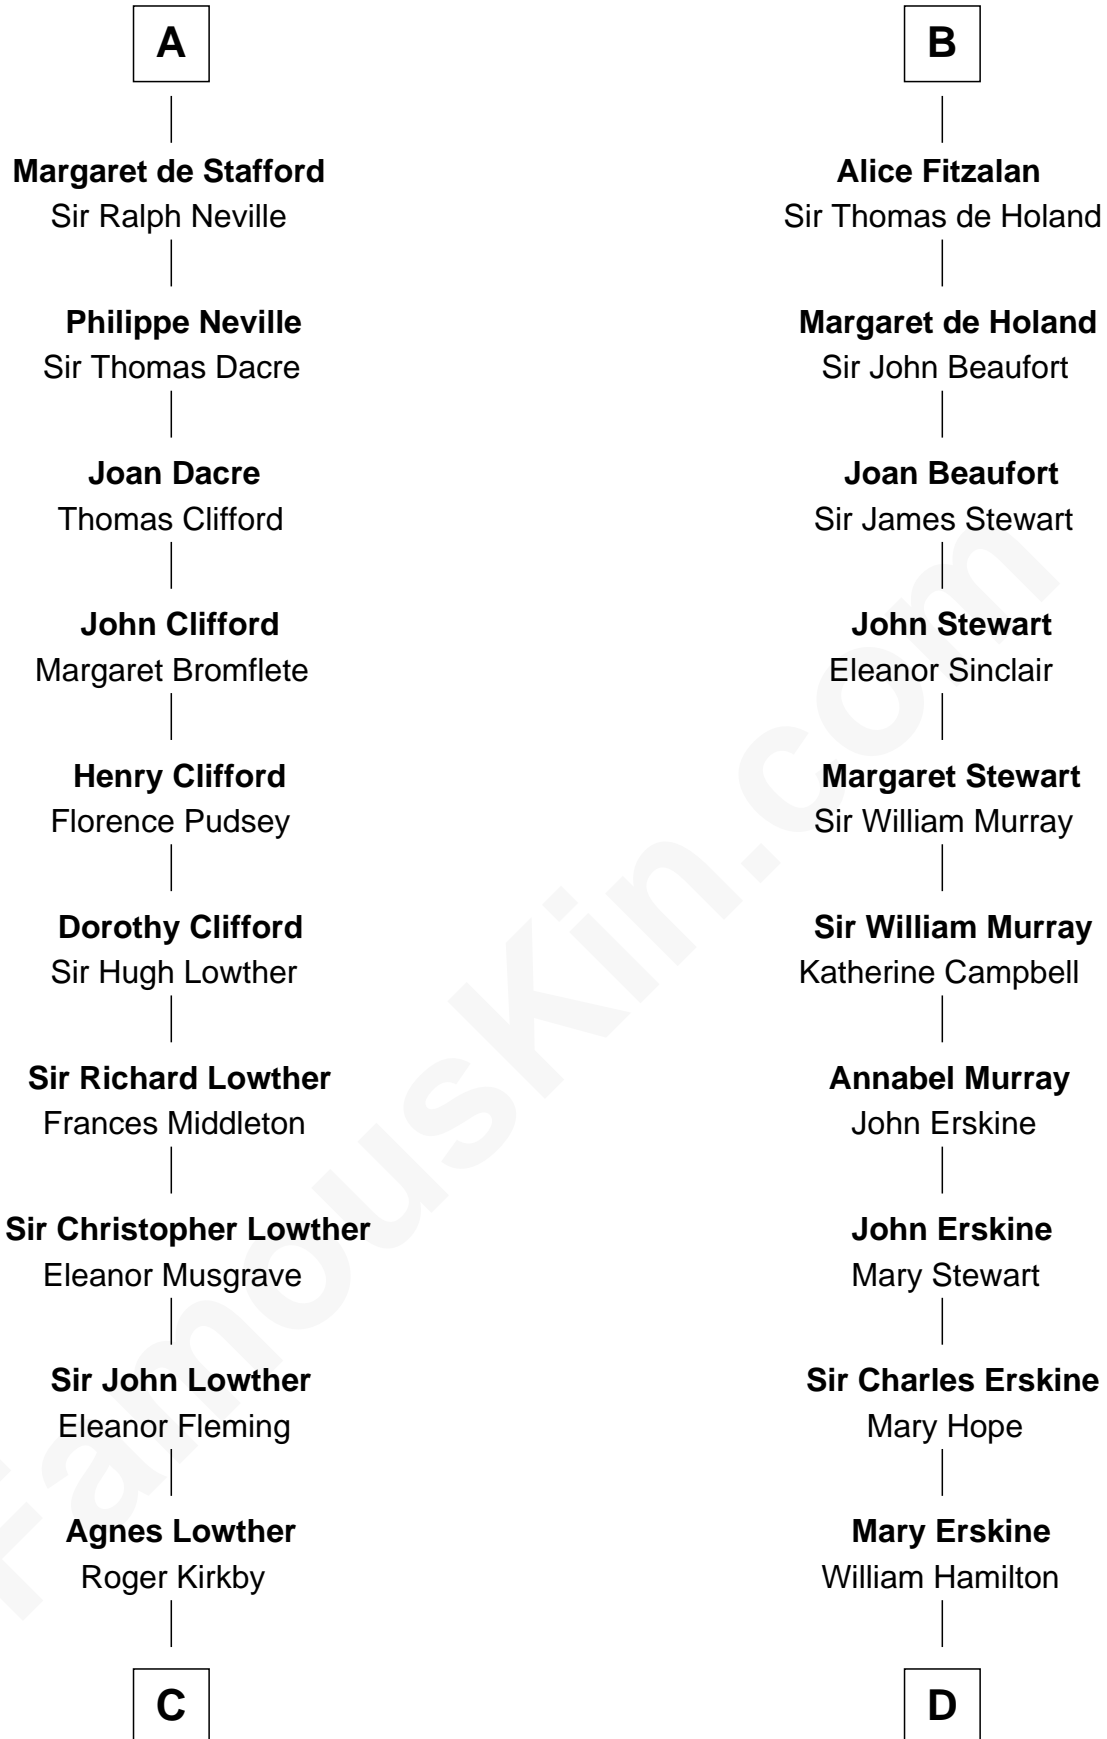 A
Margaret de Stafford
Sir Ralph Neville
Philippe Neville
Sir Thomas Dacre
Joan Dacre
Thomas Clifford
John Clifford
Margaret Bromflete
Henry Clifford
Florence Pudsey
Dorothy Clifford
Sir Hugh Lowther
Sir Richard Lowther
Frances Middleton
Sir Christopher Lowther
Eleanor Musgrave
Sir John Lowther
Eleanor Fleming
Agnes Lowther
Roger Kirkby
C
B
Alice Fitzalan
Sir Thomas de Holand
Margaret de Holand
Sir John Beaufort
Joan Beaufort
Sir James Stewart
John Stewart
Eleanor Sinclair
Margaret Stewart
Sir William Murray
Sir William Murray
Katherine Campbell
Annabel Murray
John Erskine
John Erskine
Mary Stewart
Sir Charles Erskine
Mary Hope
Mary Erskine
William Hamilton
D
FamousKin.com